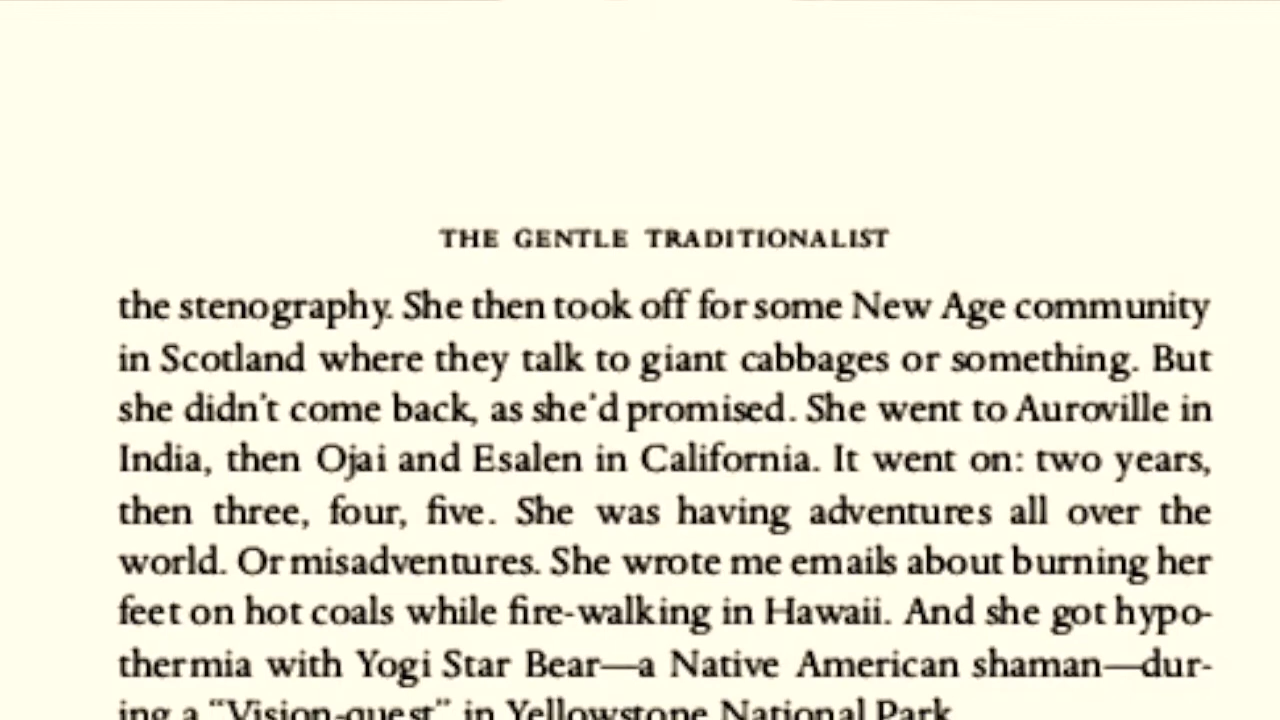 THE GENTLE TRADITIONALIST
the stenography. She then took off for some New Age community
in Scotland where they talk to giant cabbages or something. But
she didn't come back, as she'd promised. She went to Auroville in
India, then Ojai and Esalen in California. It went on: two years,
then three, four, five. She was having adventures all over the
world. Or misadventures. She wrote me emails about burning her
feet on hot coals while fire-walking in Hawaii. And she got hypo-
thermia with Yogi Star Bear—a Native American shaman—dur-
ing a “Vision-quest” in Yellowstone National Park.